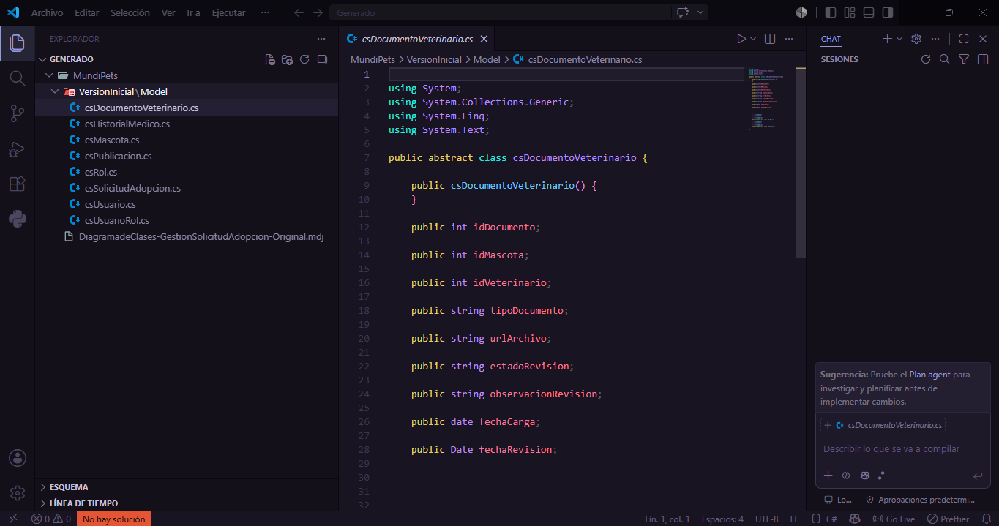 Archivo Editar Selección Ver Ir a Ejecutar ··· Generado
EXPLORADOR ···
GENERADO
MundiPets
VersionInicial \ Model
csDocumentoVeterinario.cs
csHistorialMedico.cs
csMascota.cs
csPublicacion.cs
csRol.cs
csSolicitudAdopcion.cs
csUsuario.cs
csUsuarioRol.cs
DiagramadeClases-GestionSolicitudAdopcion-Original.mdj
ESQUEMA
LÍNEA DE TIEMPO
csDocumentoVeterinario.cs
MundiPets > VersionInicial > Model > csDocumentoVeterinario.cs
1
2 using System;
3 using System.Collections.Generic;
4 using System.Linq;
5 using System.Text;
6
7 public abstract class csDocumentoVeterinario {
8
9 public csDocumentoVeterinario() {
10 }
11
12 public int idDocumento;
13
14 public int idMascota;
15
16 public int idVeterinario;
17
18 public string tipoDocumento;
19
20 public string urlArchivo;
21
22 public string estadoRevision;
23
24 public string observacionRevision;
25
26 public date fechaCarga;
27
28 public Date fechaRevision;
29
30
31
32
CHAT
SESIONES
Sugerencia: Pruebe el Plan agent para
investigar y planificar antes de
implementar cambios.
csDocumentoVeterinario.cs
Describir lo que se va a compilar
Lo... Aprobaciones predetermi...
0 0 No hay solución Lín. 1, col. 1 Espacios: 4 UTF-8 LF { } C# Go Live Prettier